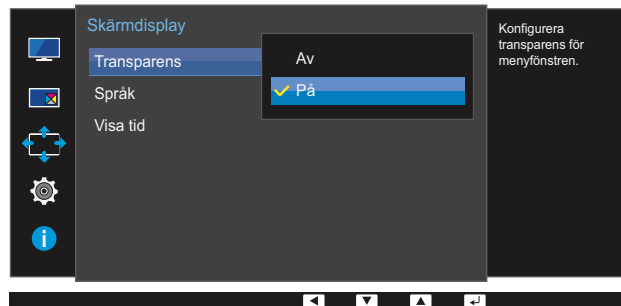 Skärmdisplay
Transparens
Språk
Visa tid
Av
På
Konfigurera
transparens för
menyfönstren.